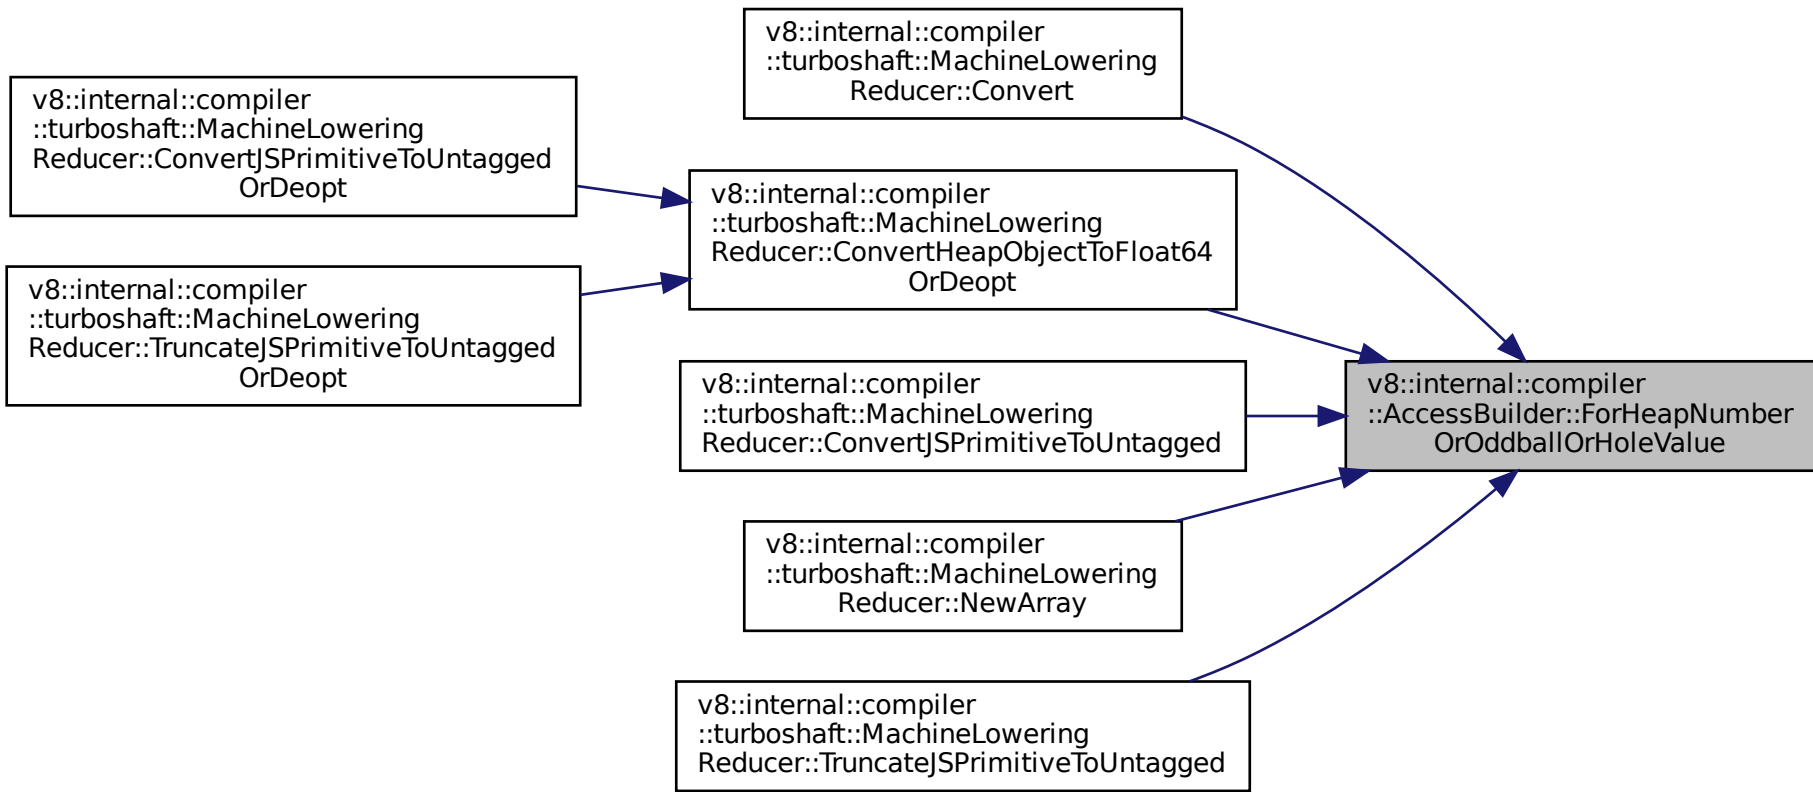 v8::internal::compiler
::turboshaft::MachineLowering
Reducer::Convert
v8::internal::compiler
::turboshaft::MachineLowering
Reducer::ConvertJSPrimitiveToUntagged
OrDeopt
v8::internal::compiler
::turboshaft::MachineLowering
Reducer::ConvertHeapObjectToFloat64
OrDeopt
v8::internal::compiler
::turboshaft::MachineLowering
Reducer::TruncateJSPrimitiveToUntagged
OrDeopt
v8::internal::compiler
::turboshaft::MachineLowering
Reducer::ConvertJSPrimitiveToUntagged
v8::internal::compiler
::AccessBuilder::ForHeapNumber
OrOddballOrHoleValue
v8::internal::compiler
::turboshaft::MachineLowering
Reducer::NewArray
v8::internal::compiler
::turboshaft::MachineLowering
Reducer::TruncateJSPrimitiveToUntagged